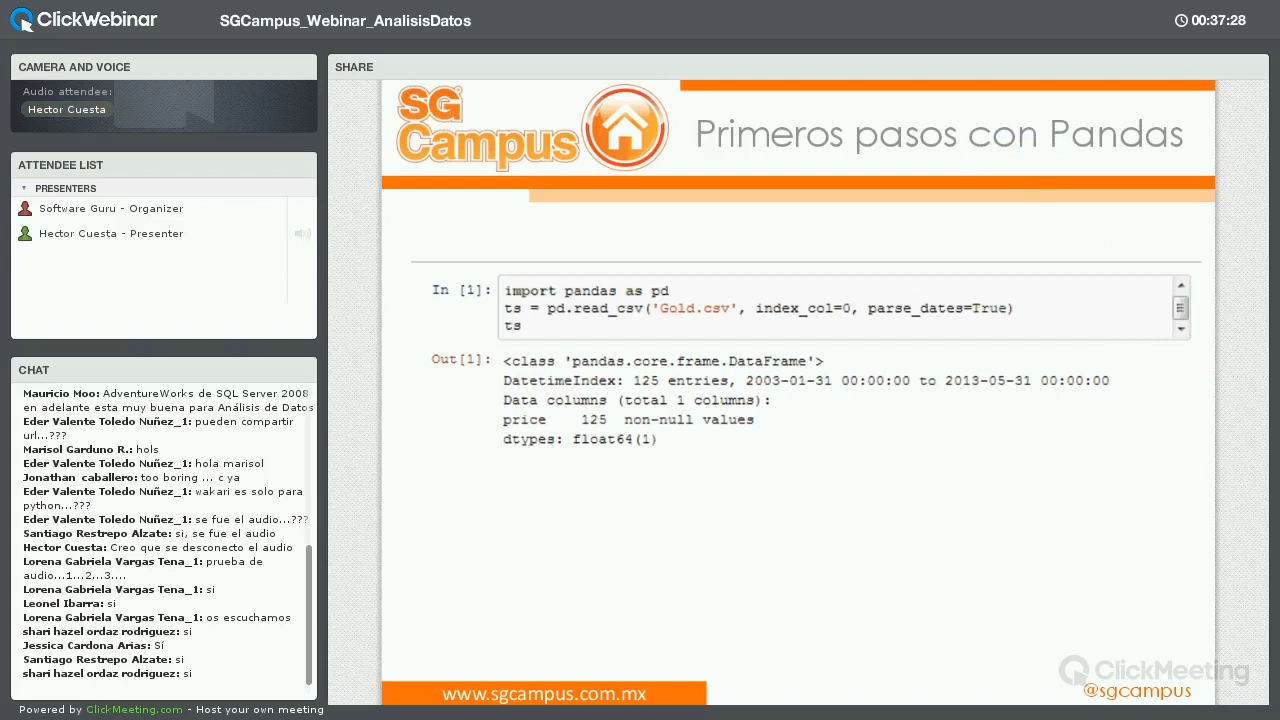 ClickWebinar
SGCampus_Webinar_AnalisisDatos
00:37:28
CAMERA AND VOICE
Audio attendee:
Hector Cuesta
ATTENDEE LIST
PRESENTERS
Software Guru - Organizer
Hector Cuesta - Presenter
CHAT
Mauricio Moo: AdventureWorks de SQL Server 2008
en adelante esta muy buena para Análisis de Datos
Eder Valente Toledo Nuñez_1: pueden compartir
url...???
Marisol Garduno R.: hols
Eder Valente Toledo Nuñez_1: hola marisol
Jonathan caballero: too boring ... c ya
Eder Valente Toledo Nuñez_1: wakari es solo para
python...???
Eder Valente Toledo Nuñez_1: se fue el audio...???
Santiago Restrepo Alzate: si, se fue el audio
Hector Cuesta: Creo que se desconecto el audio
Lorena Gabriela Vargas Tena_1: prueba de
audio...1...2...3....
Lorena Gabriela Vargas Tena_1: si
Leonel Ibarra: si
Lorena Gabriela Vargas Tena_1: os escuchamos
shari hazel ordaz rodriguez: si
Jessica Cardona Arias: Sí
Santiago Restrepo Alzate: si
shari hazel ordaz rodriguez: si
Powered by ClickMeeting.com - Host your own meeting
SHARE
SG
Campus
Primeros pasos con Pandas
In [1]:
import pandas as pd
ts = pd.read_csv('Gold.csv', index_col=0, parse_dates=True)
ts
Out[1]:
<class 'pandas.core.frame.DataFrame'>
DatetimeIndex: 125 entries, 2003-01-31 00:00:00 to 2013-05-31 00:00:00
Data columns (total 1 columns):
price 125 non-null values
dtypes: float64(1)
www.sgcampus.com.mx
ClickMeeting
@sgcampus